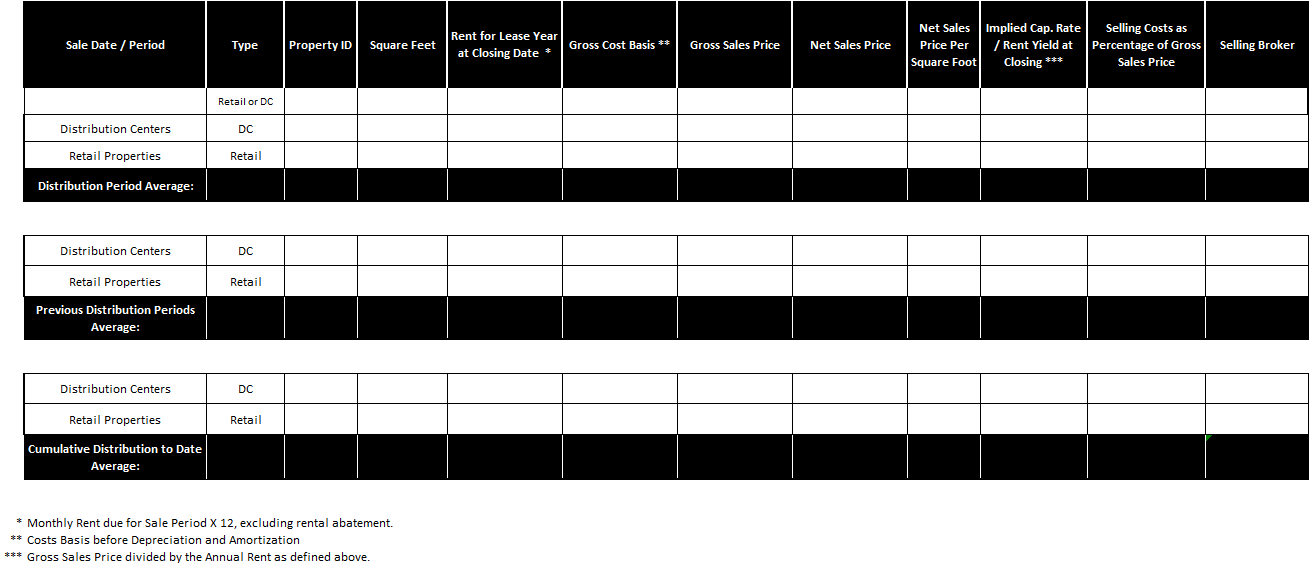 Sale Date / Period
Type
Property ID
Square Feet
Rent for Lease Year
at Closing Date *
Gross Cost Basis **
Gross Sales Price
Net Sales Price
Net Sales
Price Per
Square Foot
Implied Cap. Rate
/ Rent Yield at
Closing ***
Selling Costs as
Percentage of Gross
Sales Price
Selling Broker
Retail or DC
Distribution Centers DC
Retail Properties Retail
Distribution Period Average:
Distribution Centers DC
Retail Properties Retail
Previous Distribution Periods
Average:
Distribution Centers DC
Retail Properties Retail
Cumulative Distribution to Date
Average:
* Monthly Rent due for Sale Period X 12, excluding rental abatement.
** Costs Basis before Depreciation and Amortization
*** Gross Sales Price divided by the Annual Rent as defined above.